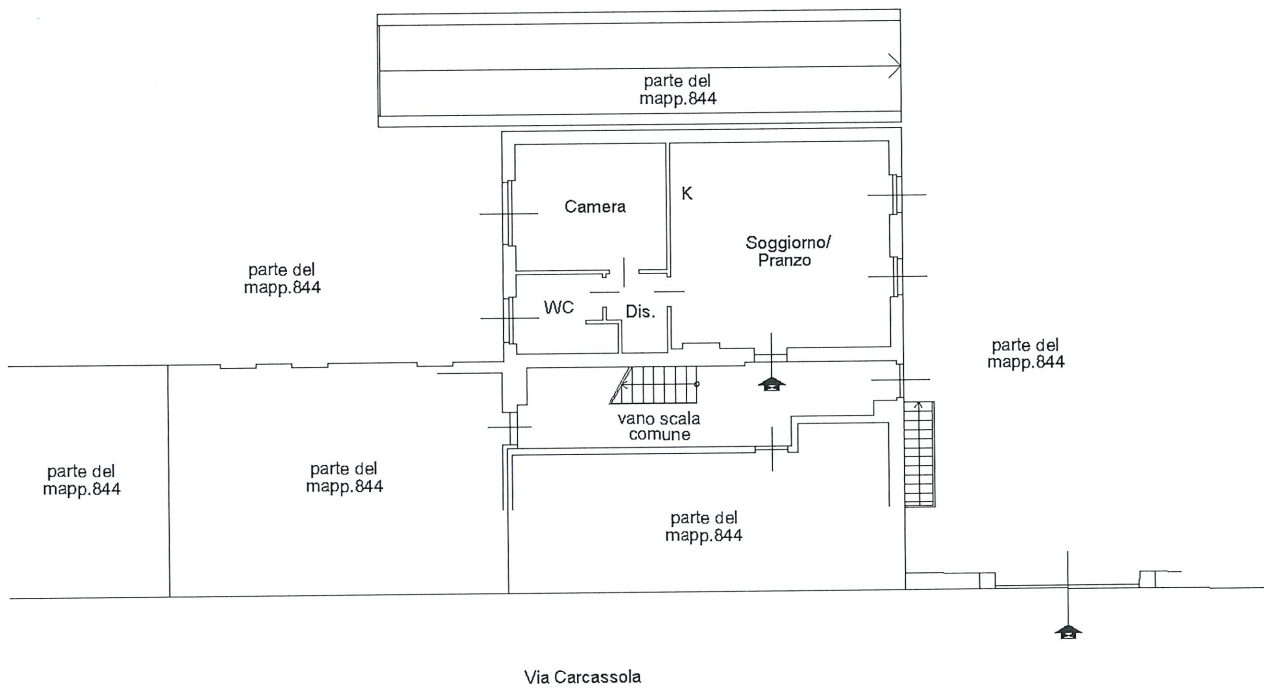 parte del
mapp.844
Camera
K
Soggiorno/
Pranzo
parte del
mapp.844
WC
Dis.
parte del
mapp.844
vano scala
comune
parte del
mapp.844
parte del
mapp.844
parte del
mapp.844
Via Carcassola